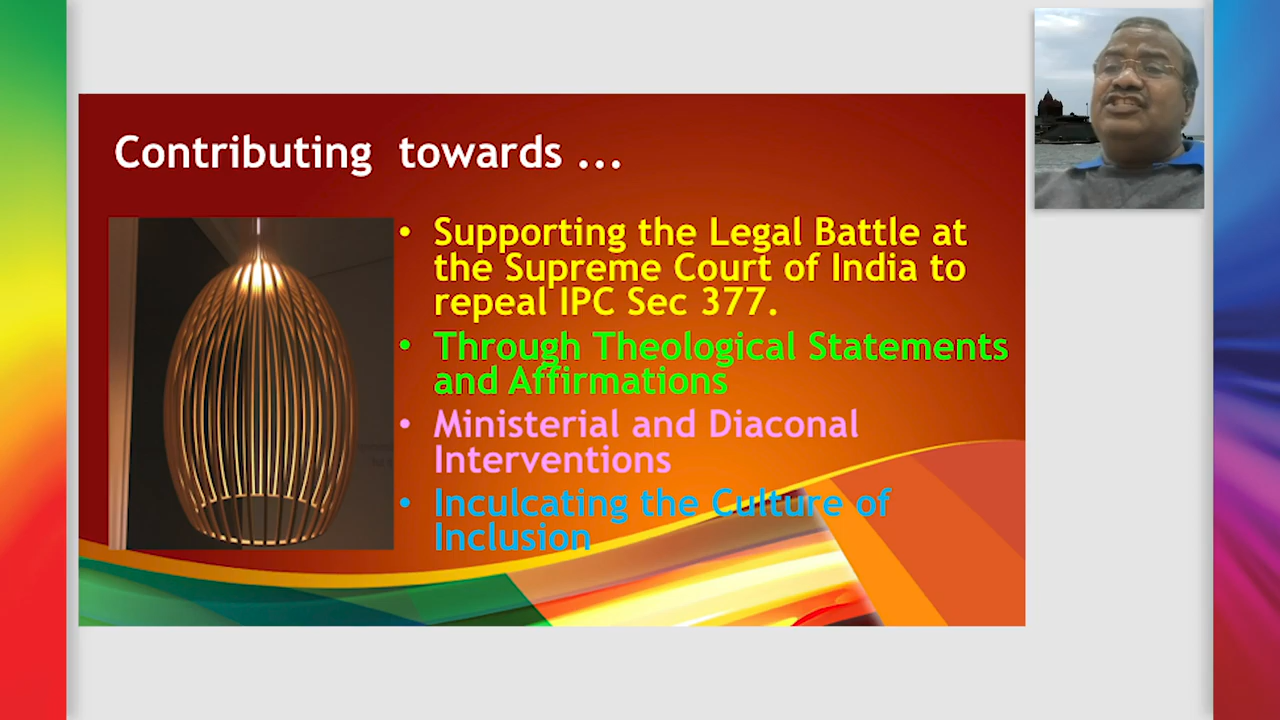 Contributing towards ...
• Supporting the Legal Battle at
the Supreme Court of India to
repeal IPC Sec 377.
• Through Theological Statements
and Affirmations
• Ministerial and Diaconal
Interventions
• Inculcating the Culture of
Inclusion